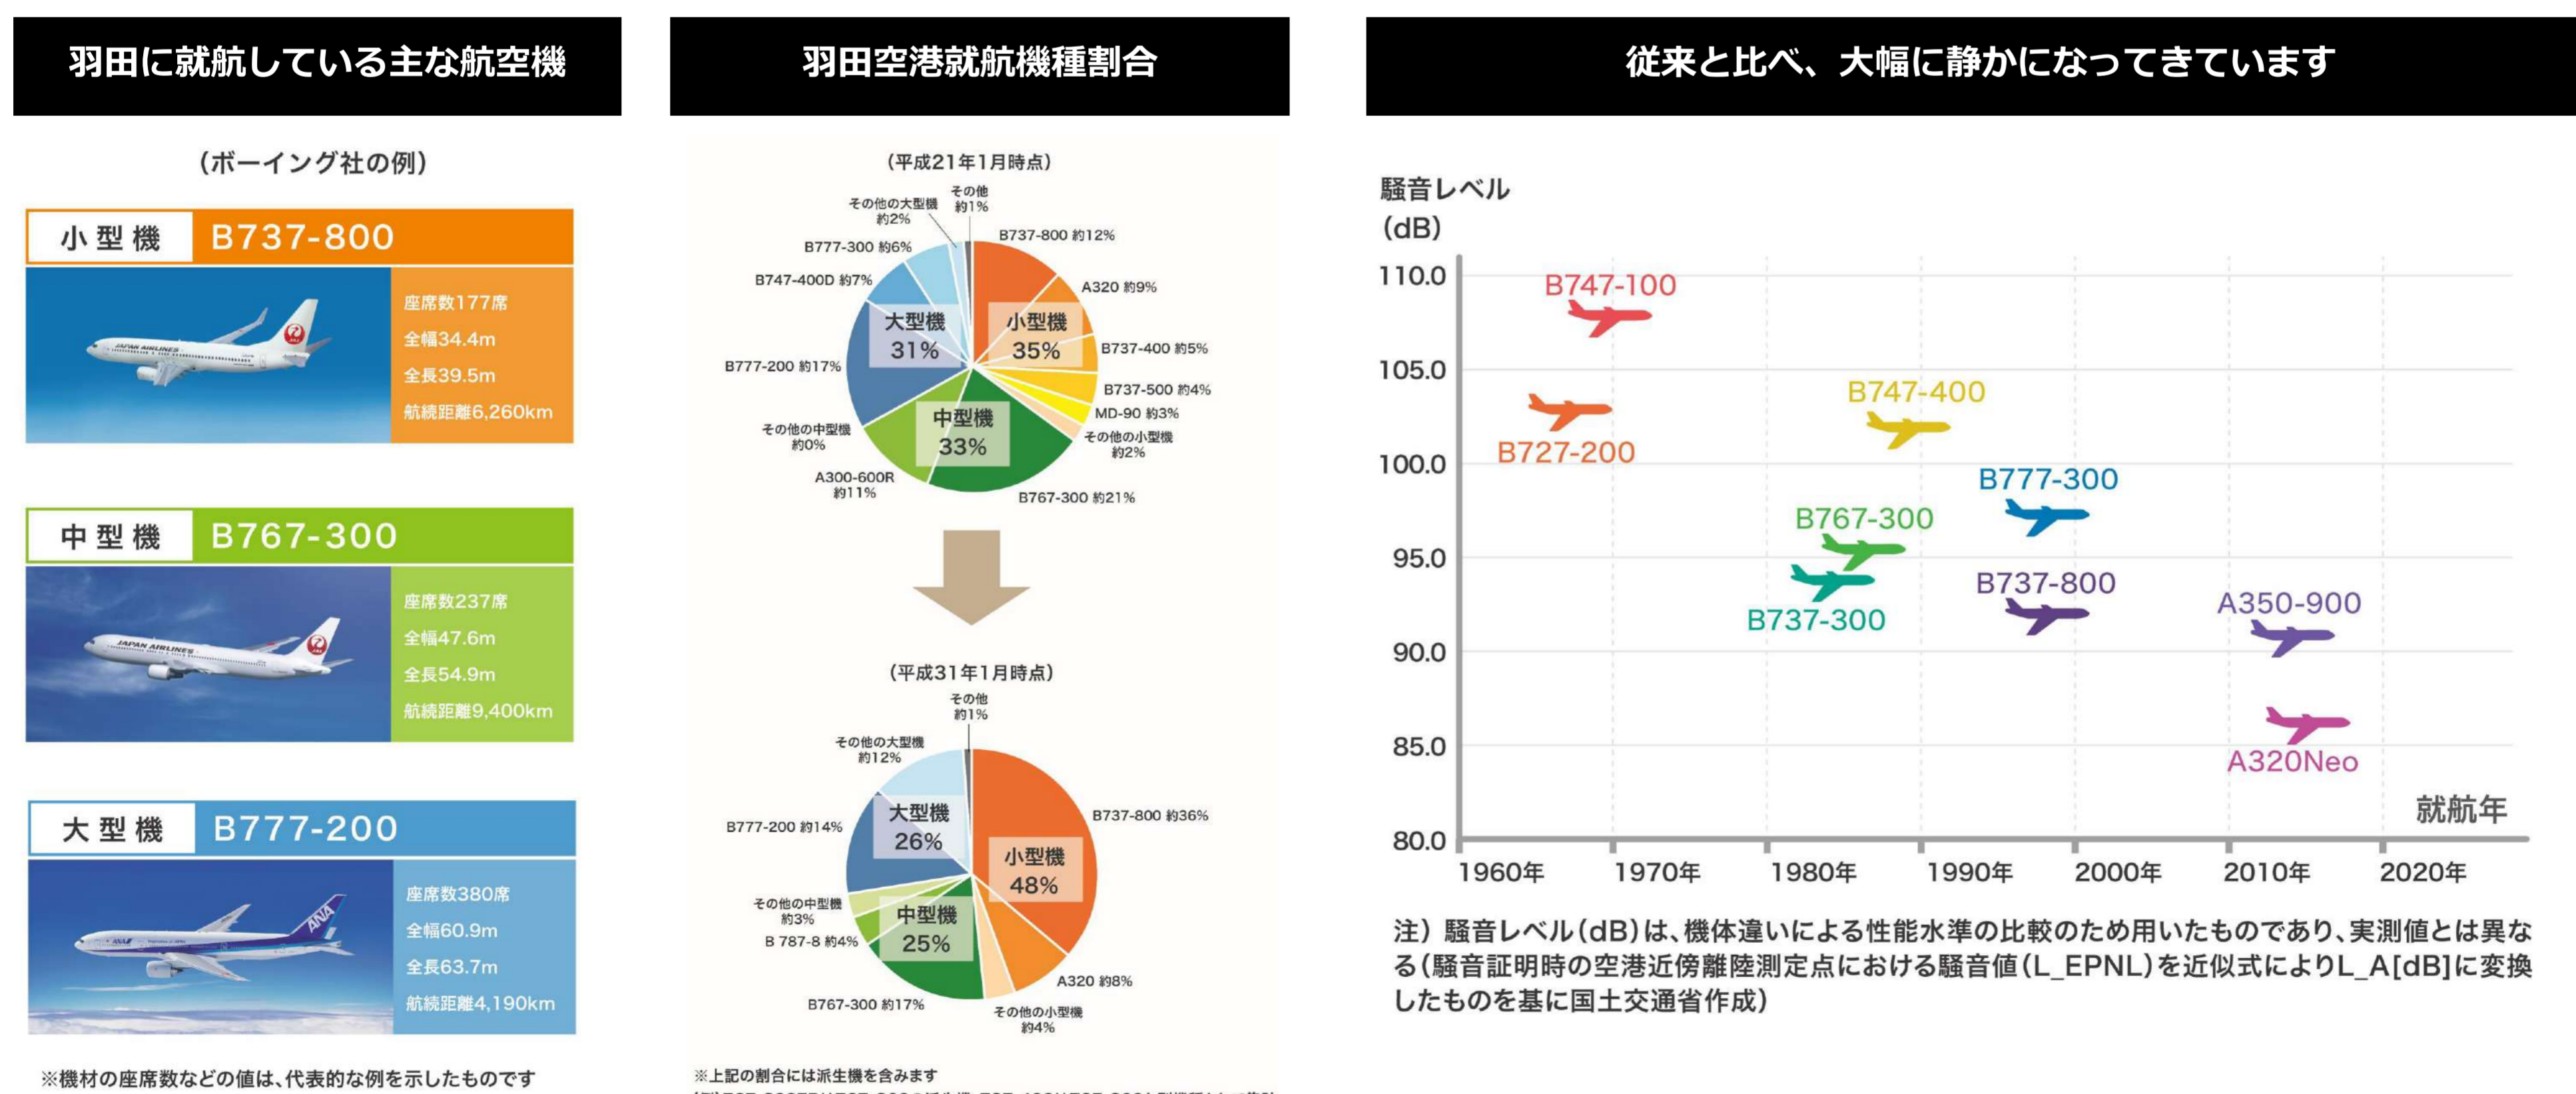 羽田に就航している主な航空機
(ボーイング社の例)
小型機 B737-800
JAPAN AIRLINES
座席数177席
全幅34.4m
全長39.5m
航続距離6,260km
中型機 B767-300
JAPAN AIRLINES
座席数237席
全幅47.6m
全長54.9m
航続距離9,400km
大型機 B777-200
ANA
ANA
座席数380席
全幅60.9m
全長63.7m
航続距離4,190km
※機材の座席数などの値は、代表的な例を示したものです
羽田空港就航機種割合
(平成21年1月時点)
その他
約1%
その他の大型機
約2%
B777-300 約6%
B747-400D 約7%
B777-200 約17%
大型機
31%
B737-800 約12%
A320 約9%
B737-400 約5%
B737-500 約4%
MD-90 約3%
その他の小型機
約2%
小型機
35%
その他の中型機
約0%
A300-600R
約11%
B767-300 約21%
中型機
33%
(平成31年1月時点)
その他
約1%
その他の大型機
約12%
B777-200 約14%
大型機
26%
B737-800 約36%
A320 約8%
その他の小型機
約4%
小型機
48%
その他の中型機
約3%
B 787-8 約4%
B767-300 約17%
中型機
25%
※上記の割合には派生機を含みます
従来と比べ、大幅に静かになってきています
騒音レベル
(dB)
110.0
105.0
100.0
95.0
90.0
85.0
80.0
B747-100
B727-200
B747-400
B777-300
B767-300
B737-300
B737-800
A350-900
A320Neo
就航年
1960年
1970年
1980年
1990年
2000年
2010年
2020年
注)騒音レベル(dB)は、機体違いによる性能水準の比較のため用いたものであり、実測値とは異な
る(騒音証明時の空港近傍離陸測定点における騒音値(L_EPNL)を近似式によりL_A[dB]に変換
したものを基に国土交通省作成)